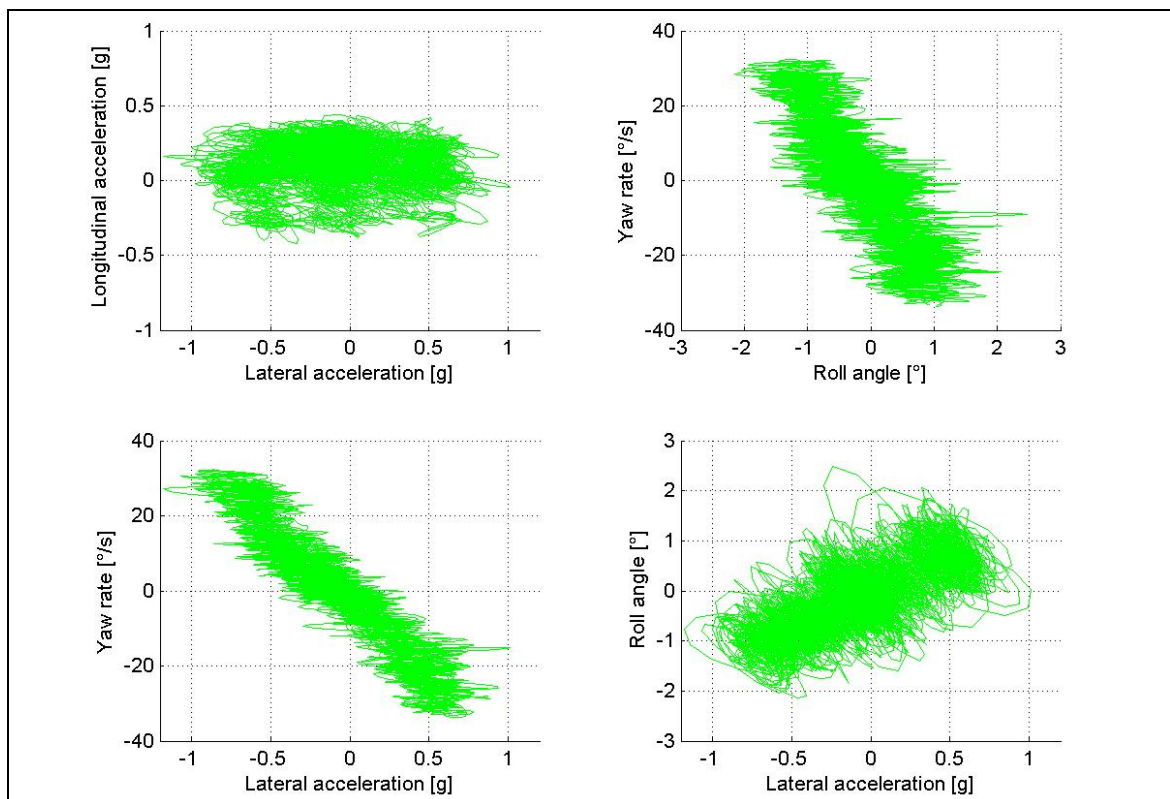 1
0.5
0
-0.5
-1
Longitudinal acceleration [g]
-1 -0.5 0 0.5 1
Lateral acceleration [g]
40
20
0
-20
-40
Yaw rate [°/s]
-3 -2 -1 0 1 2 3
Roll angle [°]
40
20
0
-20
-40
Yaw rate [°/s]
-1 -0.5 0 0.5 1
Lateral acceleration [g]
3
2
1
0
-1
-2
-3
Roll angle [°]
-1 -0.5 0 0.5 1
Lateral acceleration [g]